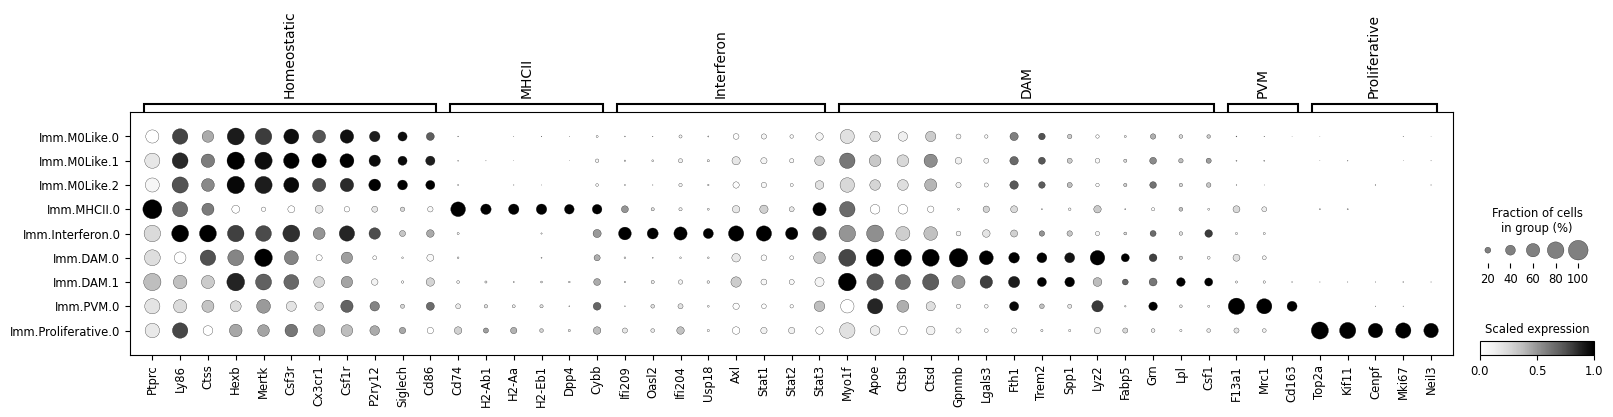 Homeostatic
MHCII
Interferon
DAM
PVM
Proliferative
Imm.M0Like.0
Imm.M0Like.1
Imm.M0Like.2
Imm.MHCII.0
Imm.Interferon.0
Imm.DAM.0
Imm.DAM.1
Imm.PVM.0
Imm.Proliferative.0
Fraction of cells
in group (%)
20 40 60 80 100
Scaled expression
0.0 0.5 1.0
Ptprc
Ly86
Ctss
Hexb
Mertk
Csf3r
Cx3cr1
Csf1r
P2ry12
Siglech
Cd86
Cd74
H2-Ab1
H2-Aa
H2-Eb1
Dpp4
Cybb
Ifi209
Oasl2
Ifi204
Usp18
Axl
Stat1
Stat2
Stat3
Myo1f
Apoe
Ctsb
Ctsd
Gpnmb
Lgals3
Fth1
Trem2
Spp1
Lyz2
Fabp5
Grn
Lpl
Csf1
F13a1
Mrc1
Cd163
Top2a
Kif11
Cenpf
Mki67
Neil3